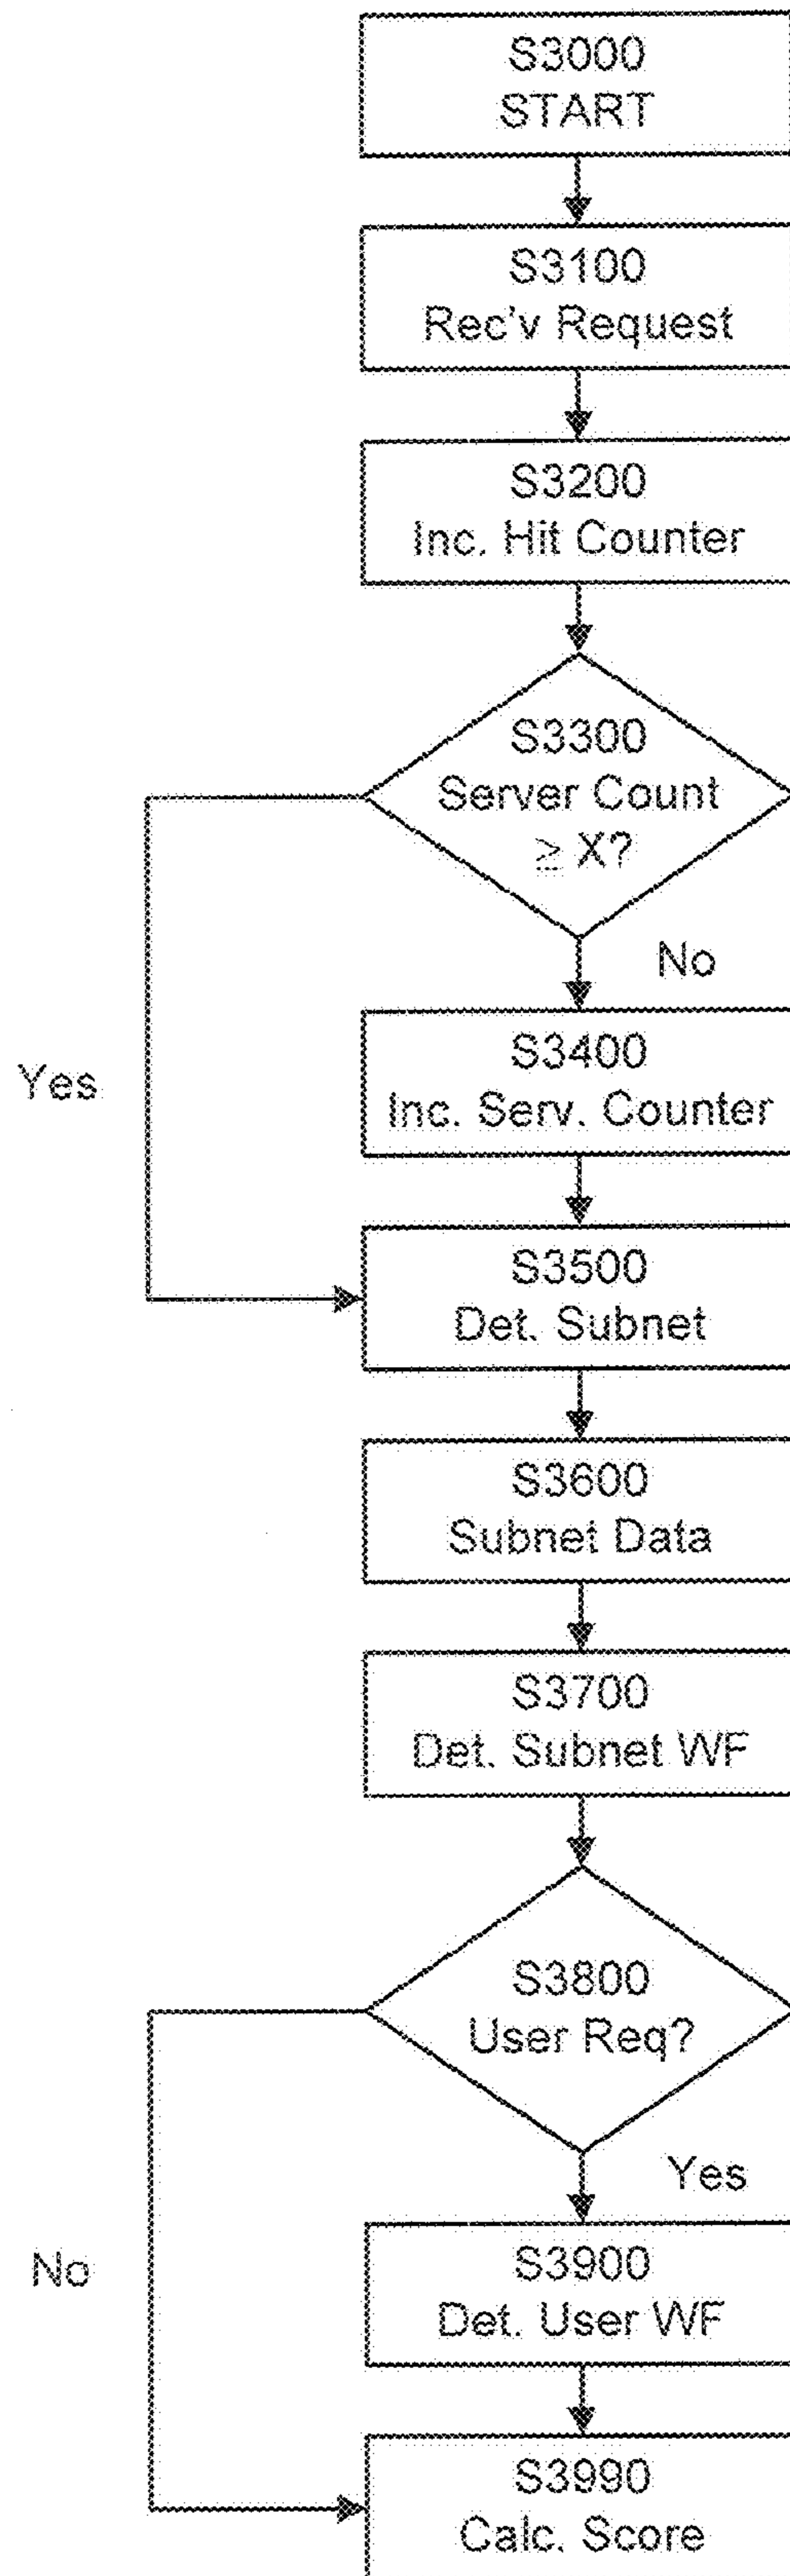 S3000
START
S3100
Rec'v Request
S3200
Inc. Hit Counter
S3300
Server Count
≥ X?
No
Yes
S3400
Inc. Serv. Counter
S3500
Det. Subnet
S3600
Subnet Data
S3700
Det. Subnet WF
S3800
User Req?
Yes
No
S3900
Det. User WF
S3990
Calc. Score